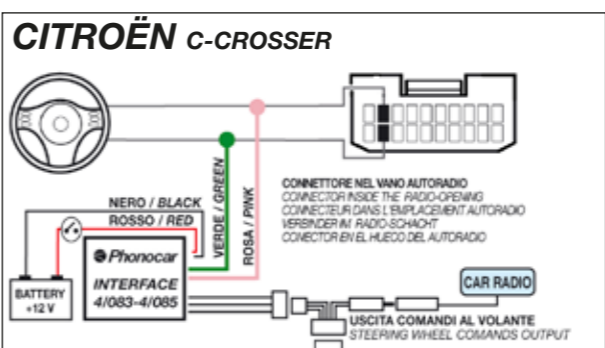 CITROËN C-CROSSER
CONNETTORE NEL VANO AUTORADIO
CONNECTOR INSIDE THE RADIO-OPENING
CONNECTEUR DANS L'EMPLACEMENT AUTORADIO
VERBINDER IM RADIO-SCHACHT
CONECTOR EN EL HUECO DEL AUTORADIO
NERO / BLACK
ROSSO / RED
VERDE / GREEN
ROSA / PINK
Phonocar
INTERFACE
4/083-4/085
BATTERY
+12 V
CAR RADIO
USCITA COMANDI AL VOLANTE
STEERING WHEEL COMANDS OUTPUT